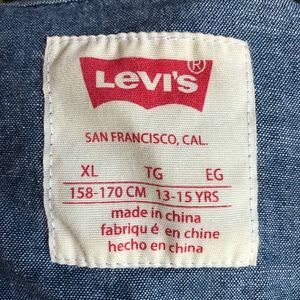 LEVI'S®
SAN FRANCISCO, CAL.
XL TG EG
158-170 CM 13-15 YRS
made in china
fabriqu é en chine
hecho en china